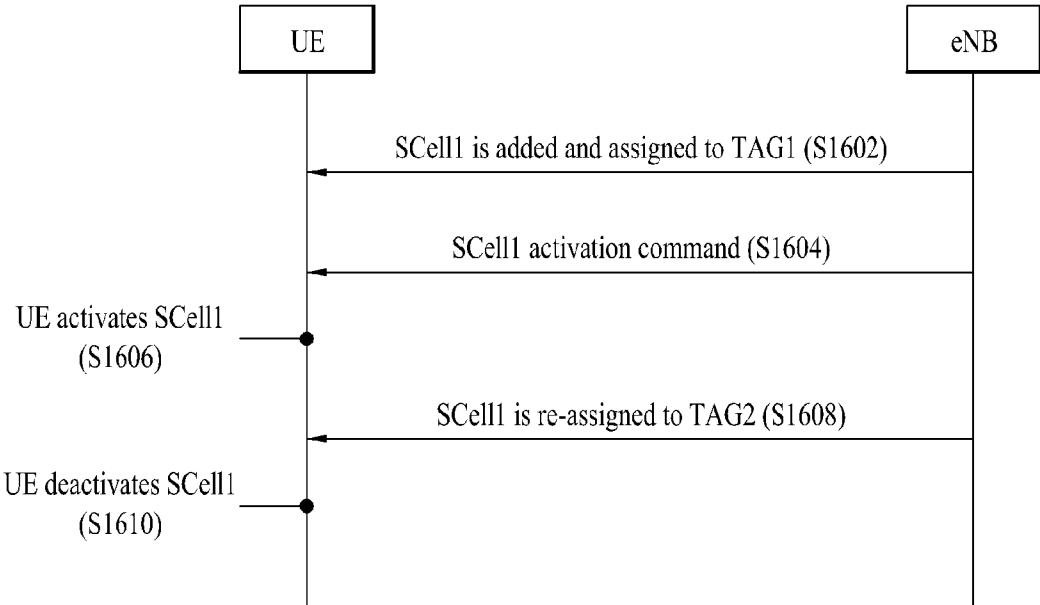 UE
eNB
SCell1 is added and assigned to TAG1 (S1602)
SCell1 activation command (S1604)
UE activates SCell1
(S1606)
SCell1 is re-assigned to TAG2 (S1608)
UE deactivates SCell1
(S1610)